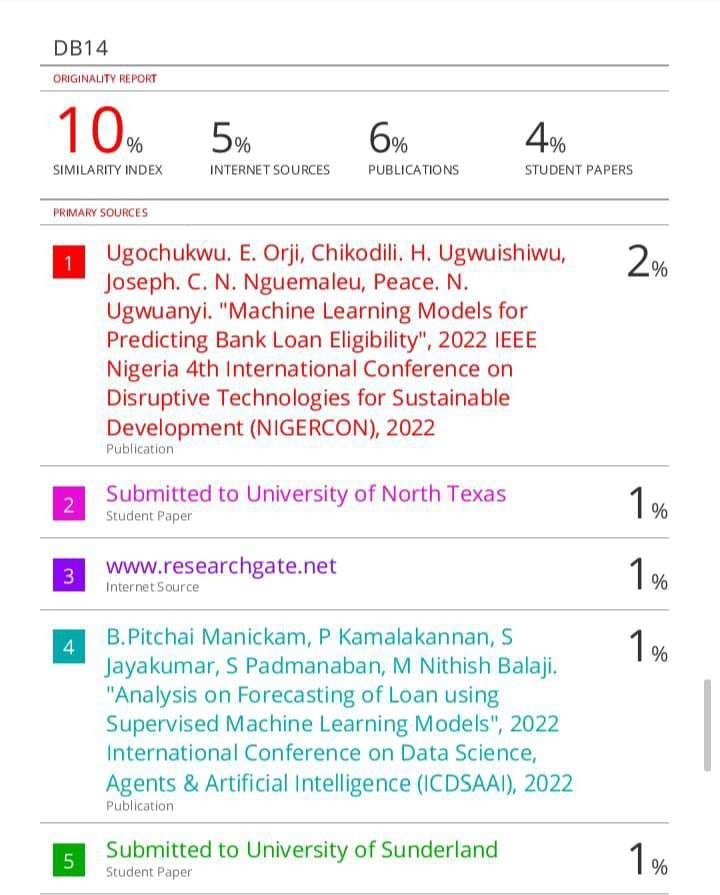 DB14
ORIGINALITY REPORT
10%
5%
6%
4%
SIMILARITY INDEX
INTERNET SOURCES
PUBLICATIONS
STUDENT PAPERS
PRIMARY SOURCES
1
Ugochukwu. E. Orji, Chikodili. H. Ugwuishiwu,
Joseph. C. N. Nguemaleu, Peace. N.
Ugwuanyi. "Machine Learning Models for
Predicting Bank Loan Eligibility", 2022 IEEE
Nigeria 4th International Conference on
Disruptive Technologies for Sustainable
Development (NIGERCON), 2022
Publication
2%
2
Submitted to University of North Texas
Student Paper
1%
3
www.researchgate.net
Internet Source
1%
4
B.Pitchai Manickam, P Kamalakannan, S
Jayakumar, S Padmanaban, M Nithish Balaji.
"Analysis on Forecasting of Loan using
Supervised Machine Learning Models", 2022
International Conference on Data Science,
Agents & Artificial Intelligence (ICDSAAI), 2022
Publication
1%
5
Submitted to University of Sunderland
Student Paper
1%